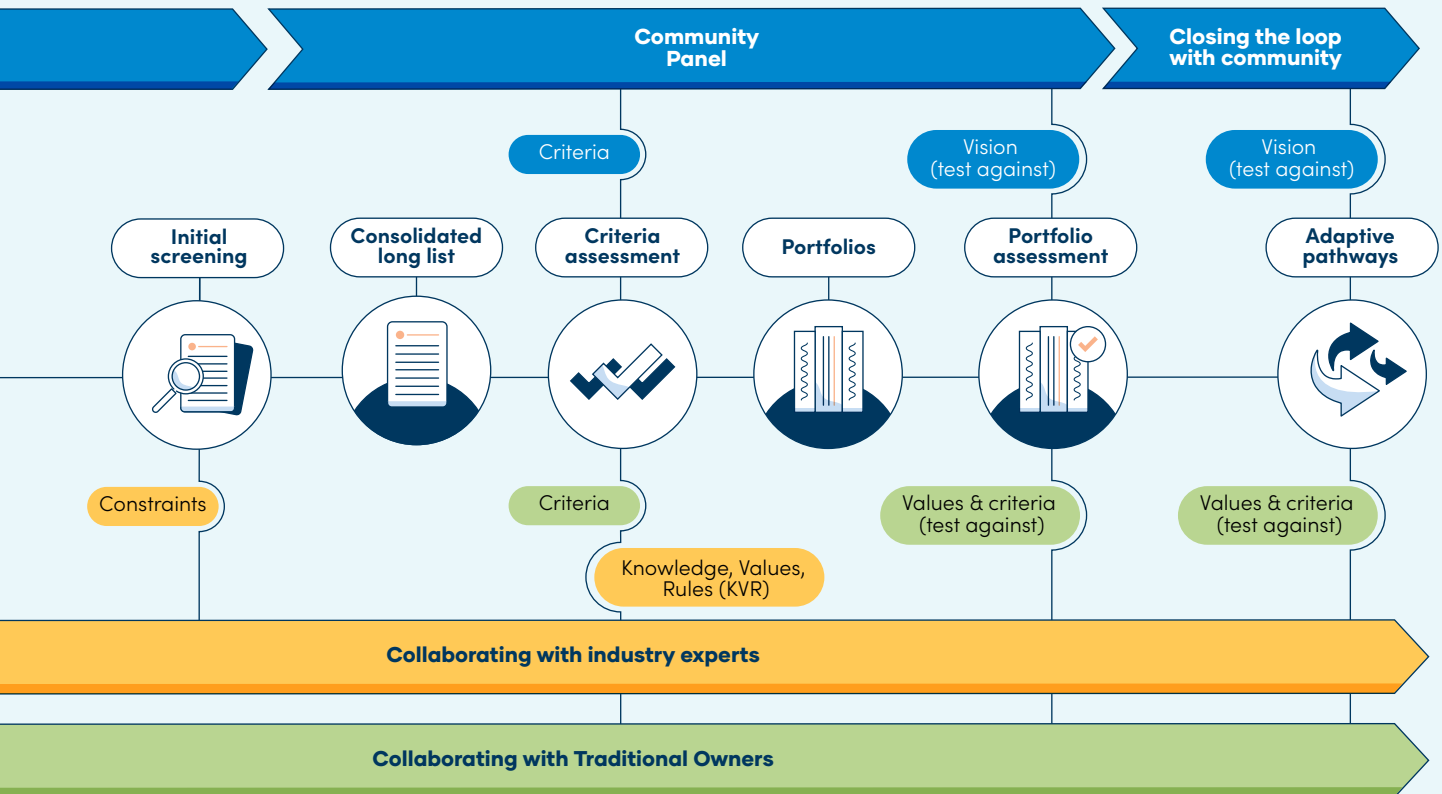 Community
Panel
Closing the loop
with community
Criteria
Vision
(test against)
Vision
(test against)
Initial
screening
Consolidated
long list
Criteria
assessment
Portfolios
Portfolio
assessment
Adaptive
pathways
Constraints
Criteria
Values & criteria
(test against)
Values & criteria
(test against)
Knowledge, Values,
Rules (KVR)
Collaborating with industry experts
Collaborating with Traditional Owners